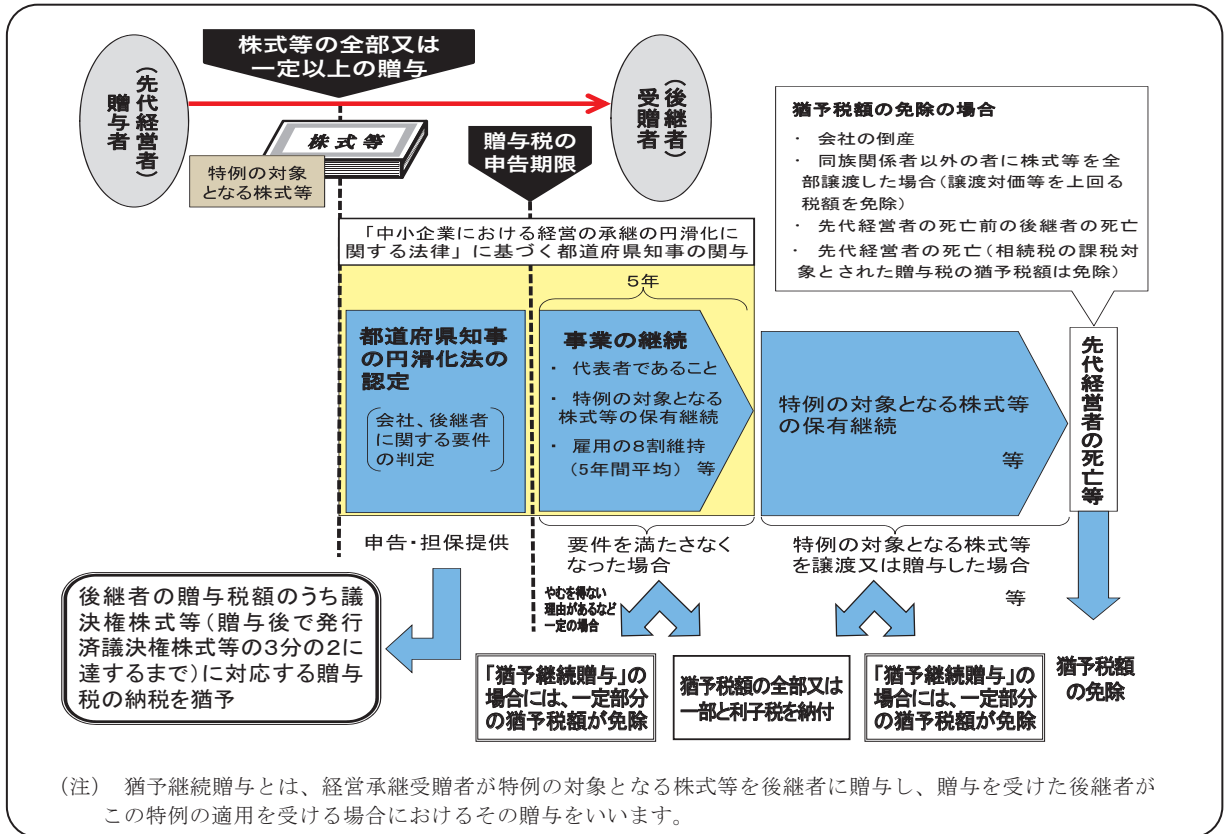 株式等の全部又は
一定以上の贈与
贈与者
（先代経営者）
受贈者
（後継者）
株式等
特例の対象
となる株式等
贈与税の
申告期限
猶予税額の免除の場合
・ 会社の倒産
・ 同族関係者以外の者に株式等を全
部譲渡した場合（譲渡対価等を上回る
税額を免除）
・ 先代経営者の死亡前の後継者の死亡
・ 先代経営者の死亡（相続税の課税対
象とされた贈与税の猶予税額は免除）
「中小企業における経営の承継の円滑化に
関する法律」に基づく都道府県知事の関与
5年
都道府県知事
の円滑化法の
認定
会社、後継者
に関する要件
の判定
事業の継続
・ 代表者であること
・ 特例の対象となる
株式等の保有継続
・ 雇用の8割維持
（5年間平均） 等
特例の対象となる株式等
の保有継続
等
先代経営者の死亡等
申告・担保提供
要件を満たさなく
なった場合
特例の対象となる株式等
を譲渡又は贈与した場合
等
やむを得ない
理由があるなど
一定の場合
後継者の贈与税額のうち議
決権株式等（贈与後で発行
済議決権株式等の3分の2に
達するまで）に対応する贈与
税の納税を猶予
「猶予継続贈与」の
場合には、一定部分
の猶予税額が免除
猶予税額の全部又は
一部と利子税を納付
「猶予継続贈与」の
場合には、一定部分
の猶予税額が免除
猶予税額
の免除
（注） 猶予継続贈与とは、経営承継受贈者が特例の対象となる株式等を後継者に贈与し、贈与を受けた後継者が
この特例の適用を受ける場合におけるその贈与をいいます。